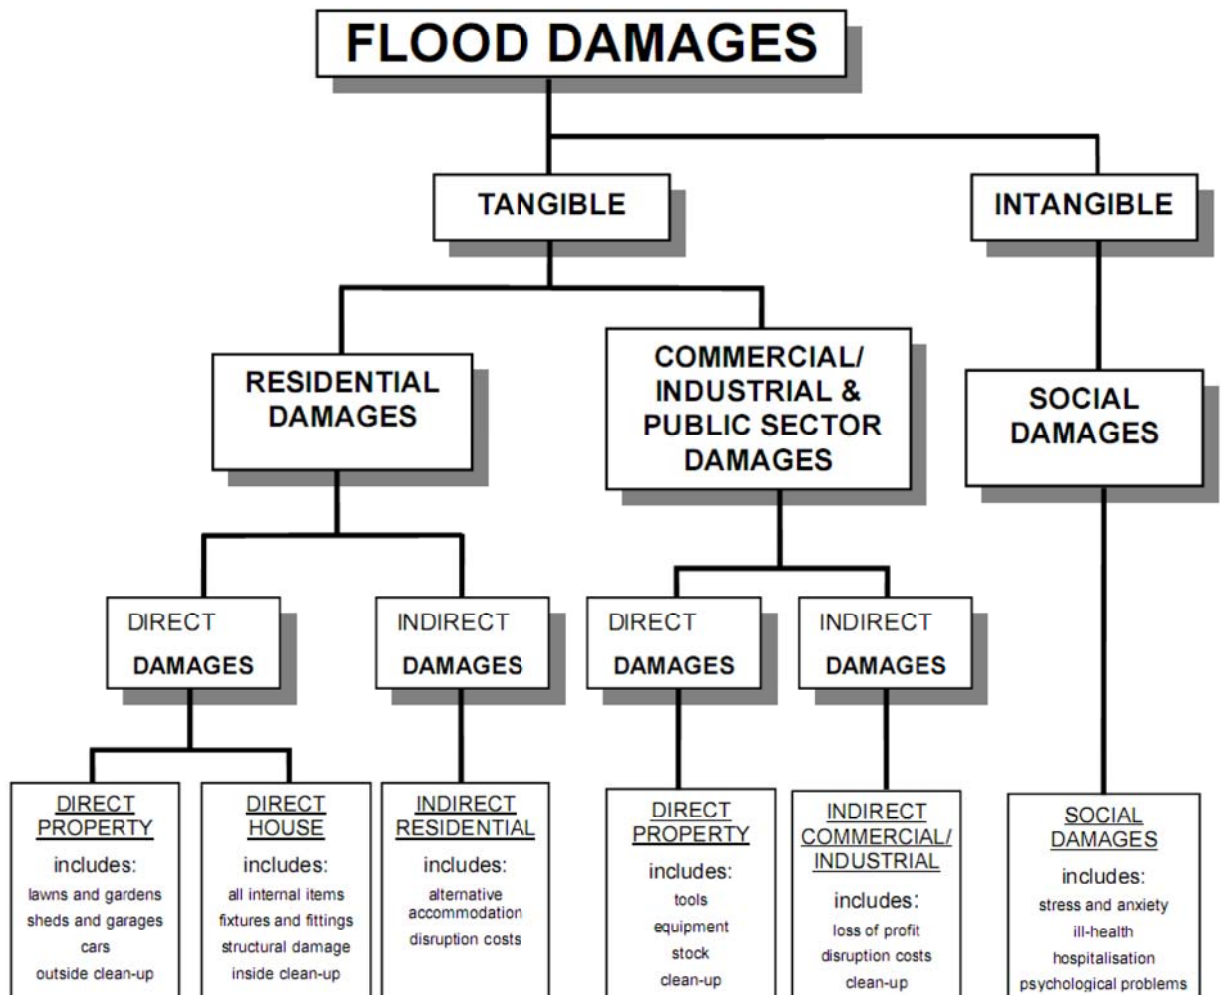 FLOOD DAMAGES
TANGIBLE
INTANGIBLE
RESIDENTIAL
DAMAGES
COMMERCIAL/
INDUSTRIAL &
PUBLIC SECTOR
DAMAGES
SOCIAL
DAMAGES
DIRECT
DAMAGES
INDIRECT
DAMAGES
DIRECT
DAMAGES
INDIRECT
DAMAGES
DIRECT
PROPERTY
includes:
lawns and gardens
sheds and garages
cars
outside clean-up
DIRECT
HOUSE
includes:
all internal items
fixtures and fittings
structural damage
inside clean-up
INDIRECT
RESIDENTIAL
includes:
alternative
accommodation
disruption costs
DIRECT
PROPERTY
includes:
tools
equipment
stock
clean-up
INDIRECT
COMMERCIAL/
INDUSTRIAL
includes:
loss of profit
disruption costs
clean-up
SOCIAL
DAMAGES
includes:
stress and anxiety
ill-health
hospitalisation
psychological problems